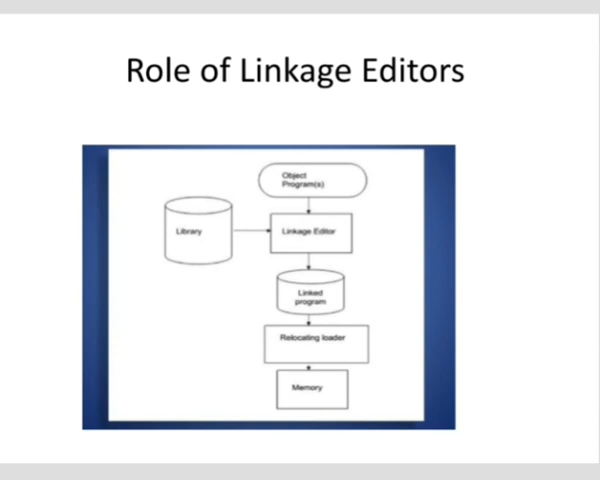 Role of Linkage Editors
Object
Program(s)
Library
Linkage Editor
Linked
program
Relocating loader
Memory